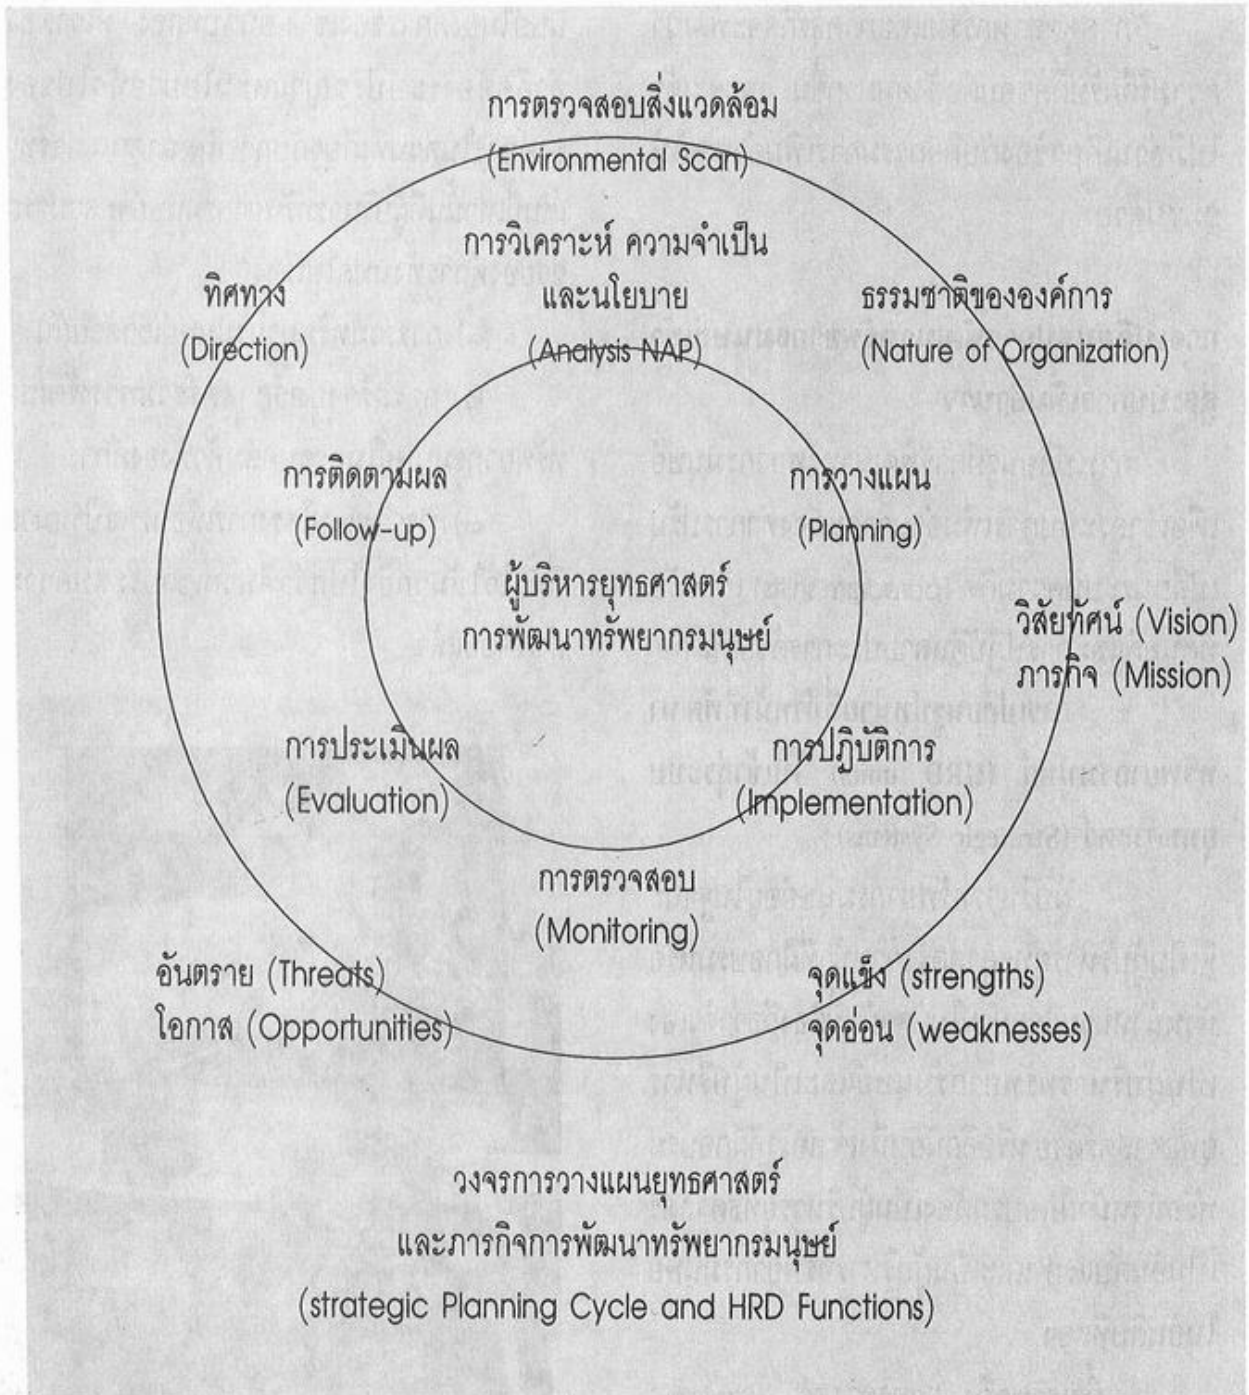 การตรวจสอบสิ่งแวดล้อม
(Environmental Scan)
การวิเคราะห์ ความจำเป็น
และนโยบาย
(Analysis NAP)
ทิศทาง
(Direction)
ธรรมชาติขององค์การ
(Nature of Organization)
การติดตามผล
(Follow-up)
การวางแผน
(Planning)
ผู้บริหารยุทธศาสตร์
การพัฒนาทรัพยากรมนุษย์
วิสัยทัศน์ (Vision)
ภารกิจ (Mission)
การประเมินผล
(Evaluation)
การปฏิบัติการ
(Implementation)
การตรวจสอบ
(Monitoring)
อันตราย (Threats)
โอกาส (Opportunities)
จุดแข็ง (strengths)
จุดอ่อน (weaknesses)
วงจรการวางแผนยุทธศาสตร์
และภารกิจการพัฒนาทรัพยากรมนุษย์
(strategic Planning Cycle and HRD Functions)